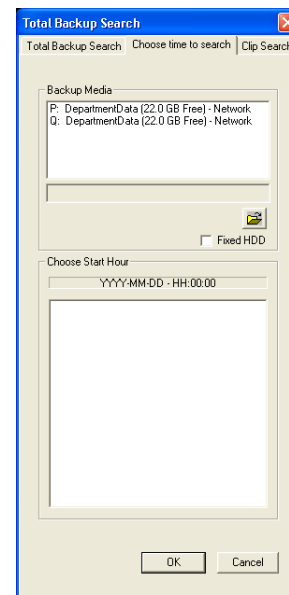 Total Backup Search
Total Backup Search Choose time to search Clip Search
Backup Media
P: DepartmentData (22.0 GB Free) - Network
Q: DepartmentData (22.0 GB Free) - Network
Fixed HDD
Choose Start Hour
YYYY-MM-DD - HH:00:00
OK Cancel